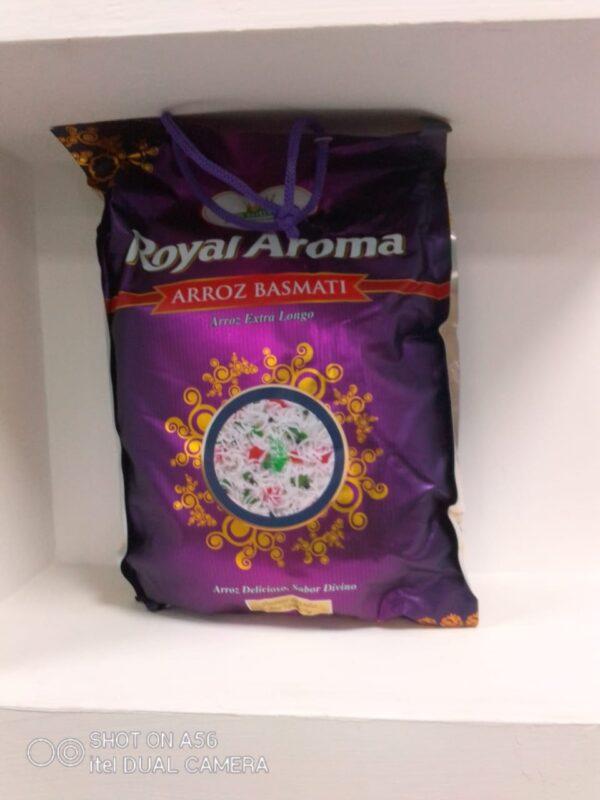 Royal Aroma
ARROZ BASMATI
Arroz Extra Longo
Arroz Delicioso, Sabor Divino
SHOT ON A56
itel DUAL CAMERA